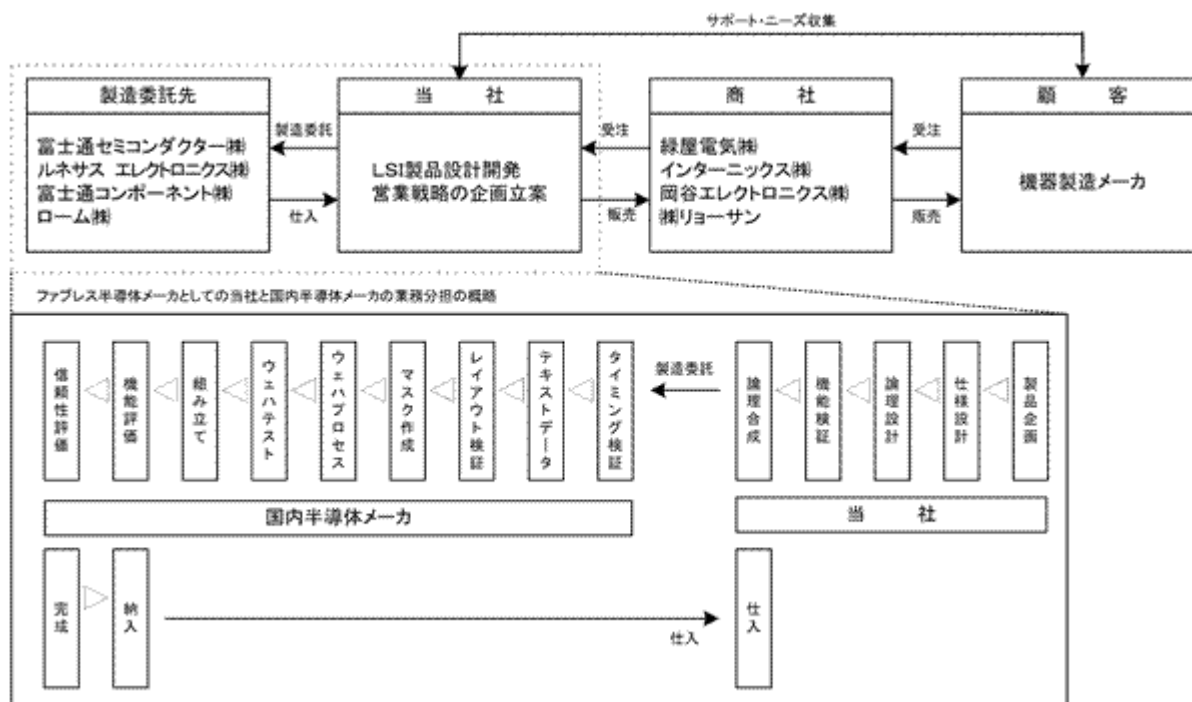 サポート・ニーズ収集
製造委託先
富士通セミコンダクター㈱
ルネサス エレクトロニクス㈱
富士通コンポーネント㈱
ローム㈱
製造委託
仕入
当 社
LSI製品設計開発
営業戦略の企画立案
受注
販売
商 社
緑屋電気㈱
インターニックス㈱
岡谷エレクトロニクス㈱
㈱リョーサン
受注
販売
顧 客
機器製造メーカ
ファブレス半導体メーカとしての当社と国内半導体メーカの業務分担の概略
信頼性評価
機能評価
組み立て
ウェハテスト
ウェハプロセス
マスク作成
レイアウト検証
テキストデータ
タイミング検証
製造委託
論理合成
機能検証
論理設計
仕様設計
製品企画
国内半導体メーカ
当 社
完成
納入
仕入
仕入